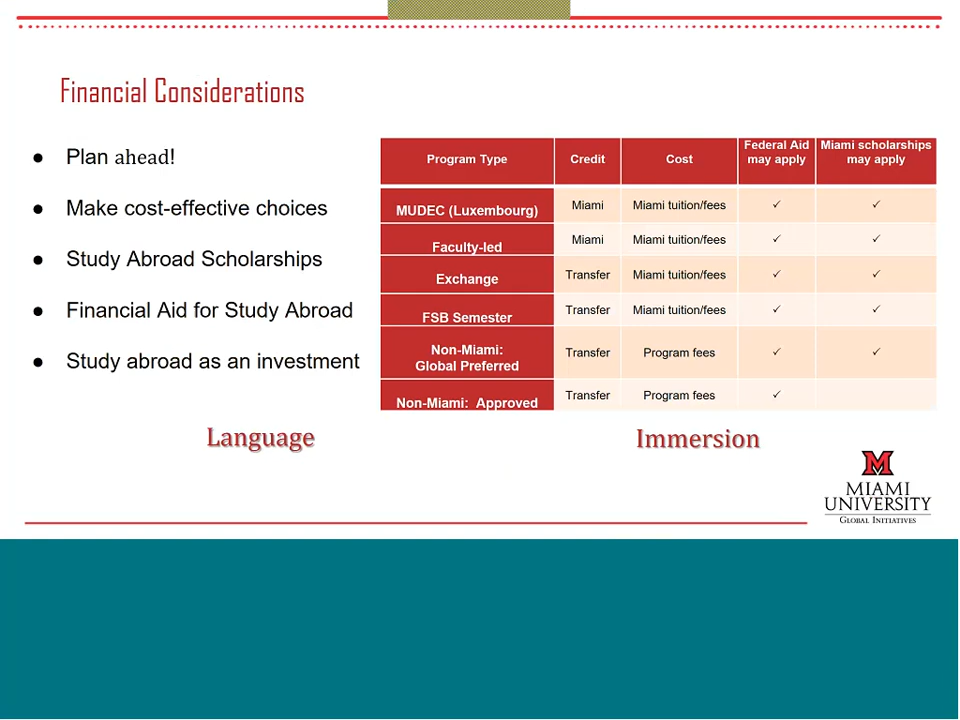 Financial Considerations
● Plan ahead!
● Make cost-effective choices
● Study Abroad Scholarships
● Financial Aid for Study Abroad
● Study abroad as an investment
Program Type Credit Cost Federal Aid may apply Miami scholarships may apply
MUDEC (Luxembourg) Miami Miami tuition/fees ✓ ✓
Faculty-led Miami Miami tuition/fees ✓ ✓
Exchange Transfer Miami tuition/fees ✓ ✓
FSB Semester Transfer Miami tuition/fees ✓ ✓
Non-Miami: Global Preferred Transfer Program fees ✓ ✓
Non-Miami: Approved Transfer Program fees ✓
Language Immersion
M
MIAMI
UNIVERSITY
GLOBAL INITIATIVES